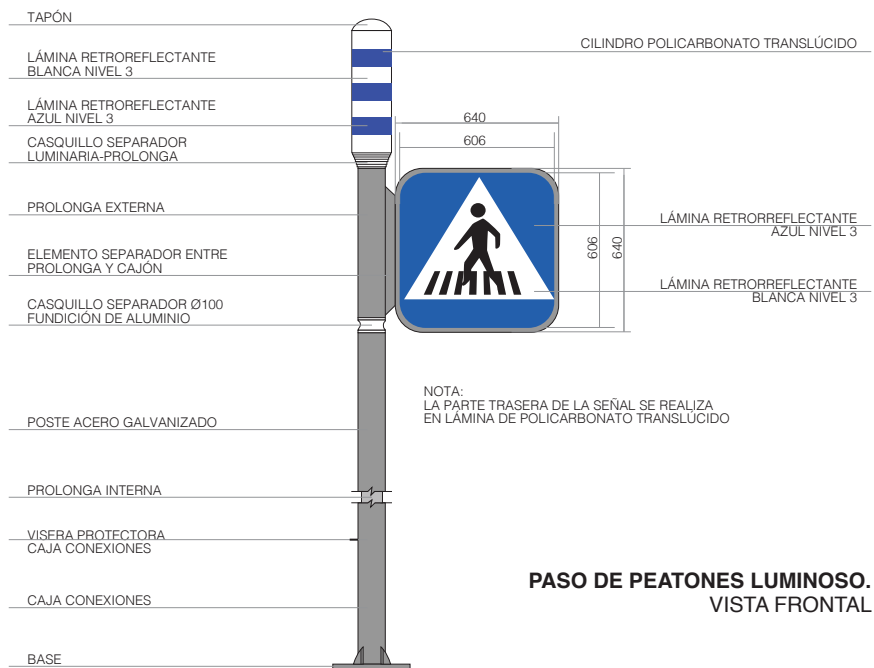 TAPÓN
LÁMINA RETROREFLECTANTE
BLANCA NIVEL 3
LÁMINA RETROREFLECTANTE
AZUL NIVEL 3
CASQUILLO SEPARADOR
LUMINARIA-PROLONGA
PROLONGA EXTERNA
ELEMENTO SEPARADOR ENTRE
PROLONGA Y CAJÓN
CASQUILLO SEPARADOR Ø100
FUNDICIÓN DE ALUMINIO
POSTE ACERO GALVANIZADO
PROLONGA INTERNA
VISERA PROTECTORA
CAJA CONEXIONES
CAJA CONEXIONES
BASE
CILINDRO POLICARBONATO TRANSLÚCIDO
640
606
606
640
LÁMINA RETRORREFLECTANTE
AZUL NIVEL 3
LÁMINA RETRORREFLECTANTE
BLANCA NIVEL 3
NOTA:
LA PARTE TRASERA DE LA SEÑAL SE REALIZA
EN LÁMINA DE POLICARBONATO TRANSLÚCIDO
PASO DE PEATONES LUMINOSO.
VISTA FRONTAL